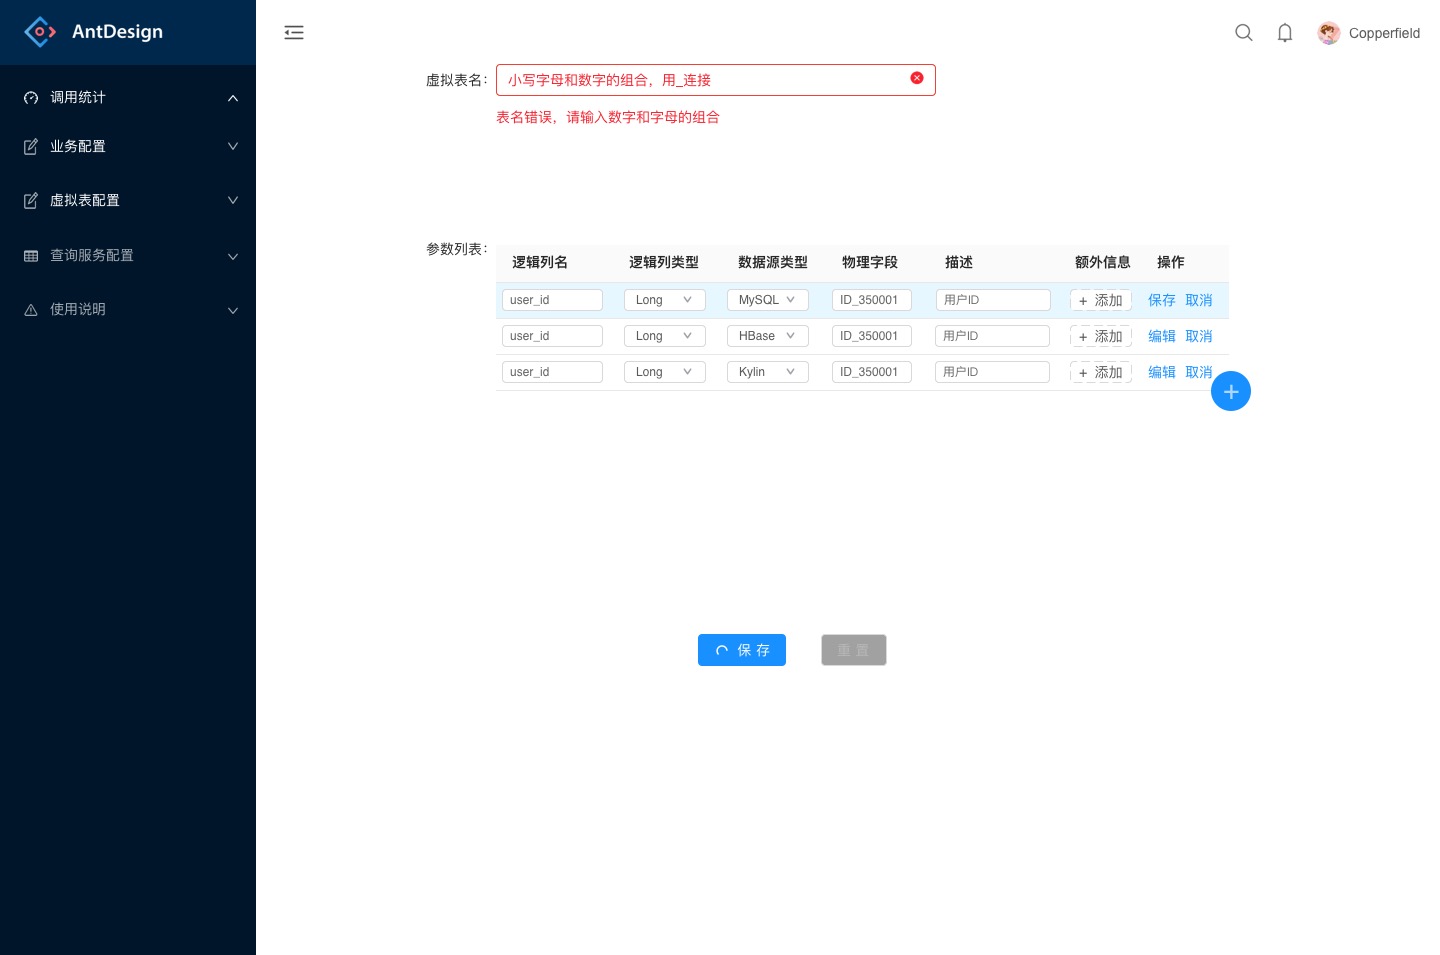 AntDesign
Copperfield
调用统计
业务配置
虚拟表配置
查询服务配置
使用说明
虚拟表名： 小写字母和数字的组合，用_连接
表名错误，请输入数字和字母的组合
参数列表：
逻辑列名 逻辑列类型 数据源类型 物理字段 描述 额外信息 操作
user_id Long MySQL ID_350001 用户ID + 添加 保存 取消
user_id Long HBase ID_350001 用户ID + 添加 编辑 取消
user_id Long Kylin ID_350001 用户ID + 添加 编辑 取消
保 存 重 置